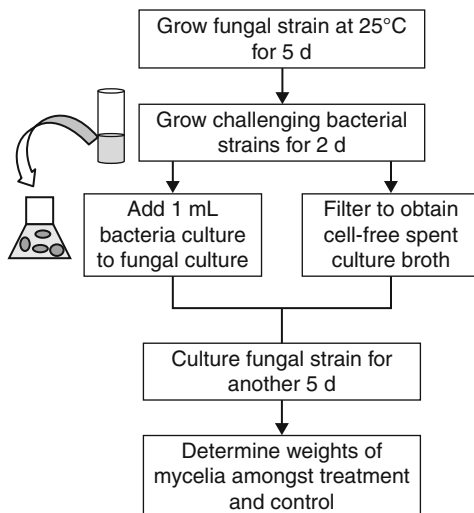 Grow fungal strain at 25°C
for 5 d
Grow challenging bacterial
strains for 2 d
Add 1 mL
bacteria culture
to fungal culture
Filter to obtain
cell-free spent
culture broth
Culture fungal strain for
another 5 d
Determine weights of
mycelia amongst treatment
and control